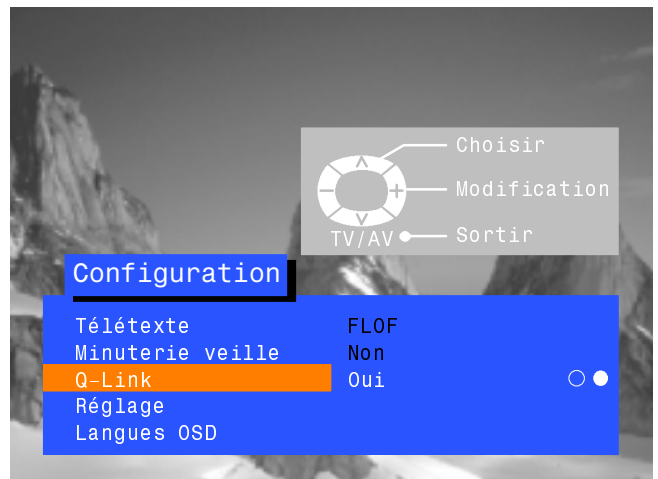 Choisir
Modification
TV/AV Sortir
Configuration
Télétexte FLOF
Minuterie veille Non
Q-Link Oui
Réglage
Langues OSD